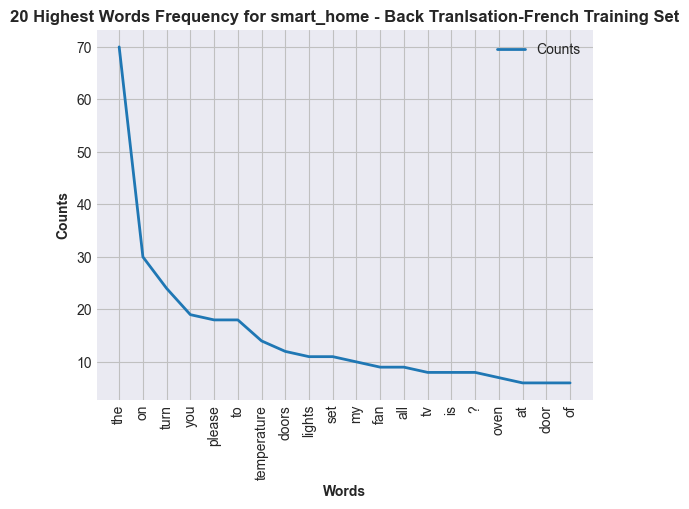 20 Highest Words Frequency for smart_home - Back Tranlsation-French Training Set
Counts
70
60
50
40
30
20
10
Counts
the
on
turn
you
please
to
temperature
doors
lights
set
my
fan
all
tv
is
?
oven
at
door
of
Words